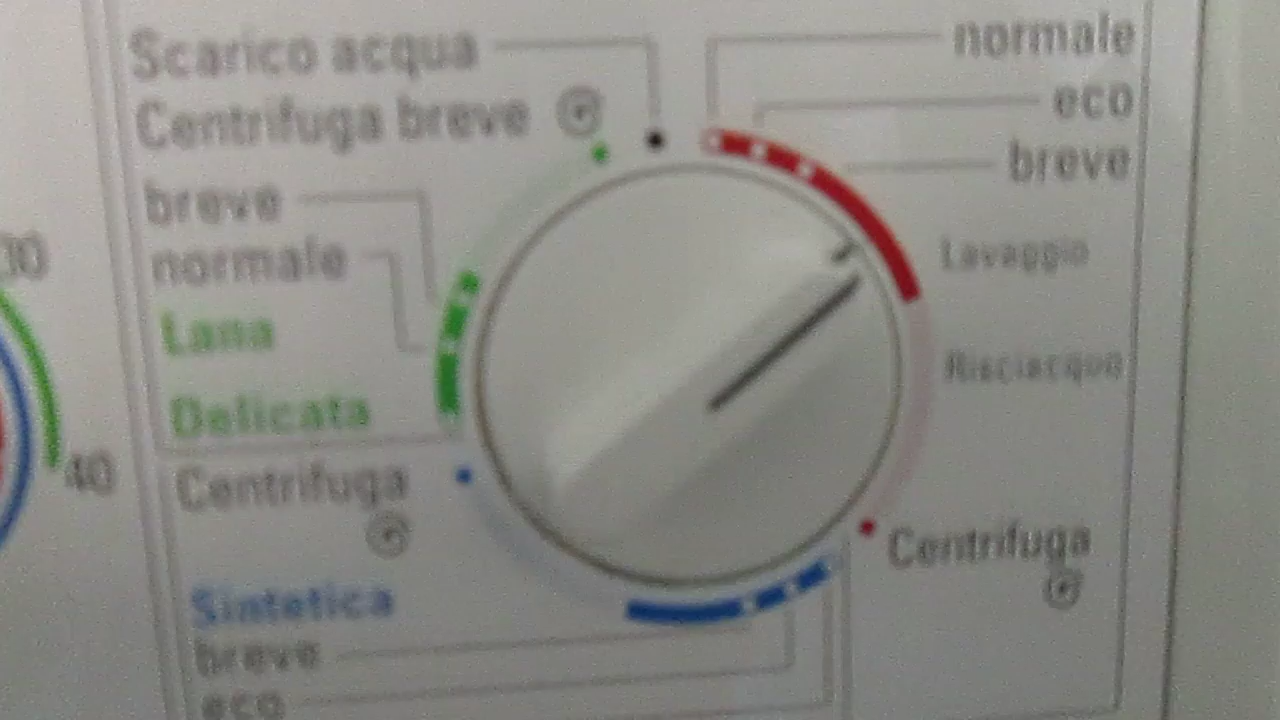 Scarico acqua
Centrifuga breve
breve
normale
Lana
Delicata
Centrifuga
Sintetica
breve
eco
normale
eco
breve
Lavaggio
Risciacquo
Centrifuga
30
40